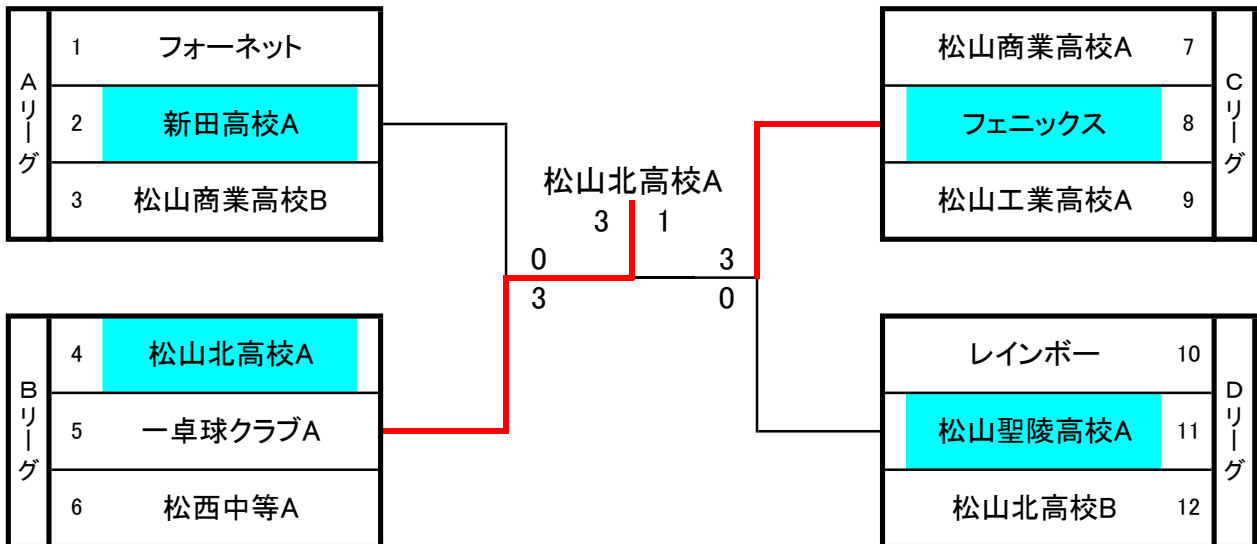 Aリーグ
1 フォーネット
2 新田高校A
3 松山商業高校B
Bリーグ
4 松山北高校A
5 一卓球クラブA
6 松西中等A
松山北高校A
3 1
0
3
3
0
松山商業高校A 7
フェニックス 8
松山工業高校A 9
Cリーグ
レインボー 10
松山聖陵高校A 11
松山北高校B 12
Dリーグ